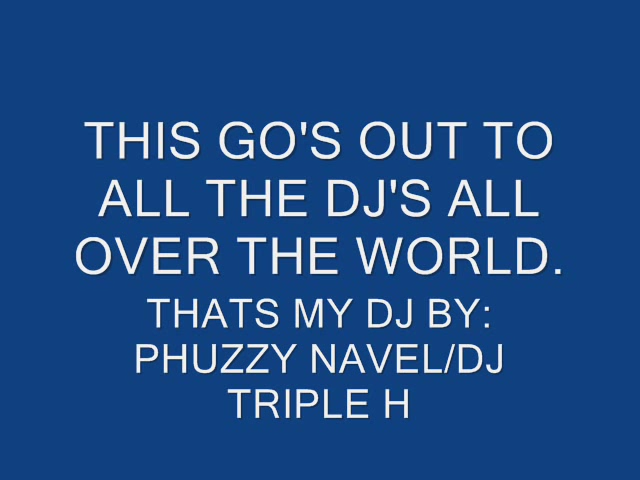 THIS GO'S OUT TO
ALL THE DJ'S ALL
OVER THE WORLD.
THATS MY DJ BY:
PHUZZY NAVEL/DJ
TRIPLE H